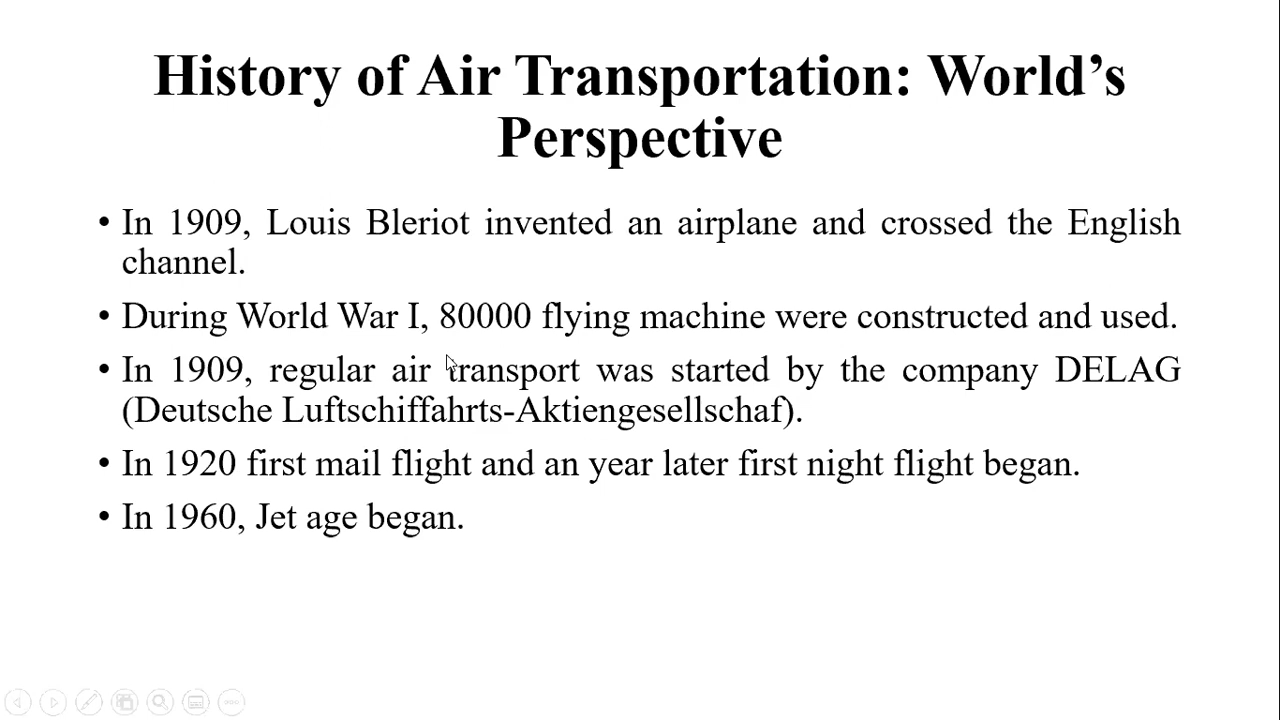 History of Air Transportation: World’s
Perspective
• In 1909, Louis Bleriot invented an airplane and crossed the English
channel.
• During World War I, 80000 flying machine were constructed and used.
• In 1909, regular air transport was started by the company DELAG
(Deutsche Luftschiffahrts-Aktiengesellschaf).
• In 1920 first mail flight and an year later first night flight began.
• In 1960, Jet age began.